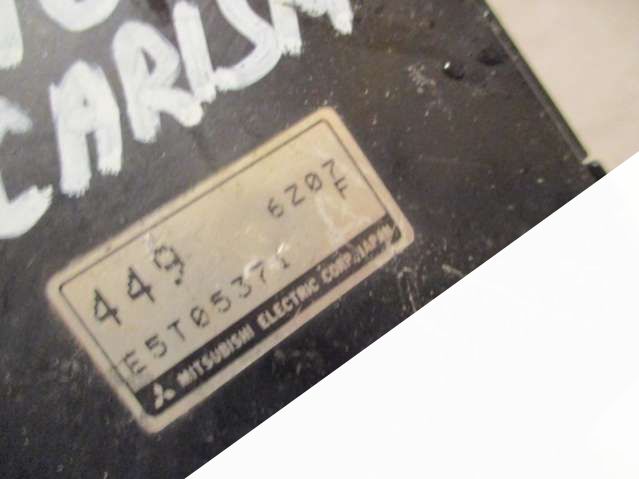 CARISM
6Z07
F
449
E5T05371
MITSUBISHI ELECTRIC CORP. JAPAN